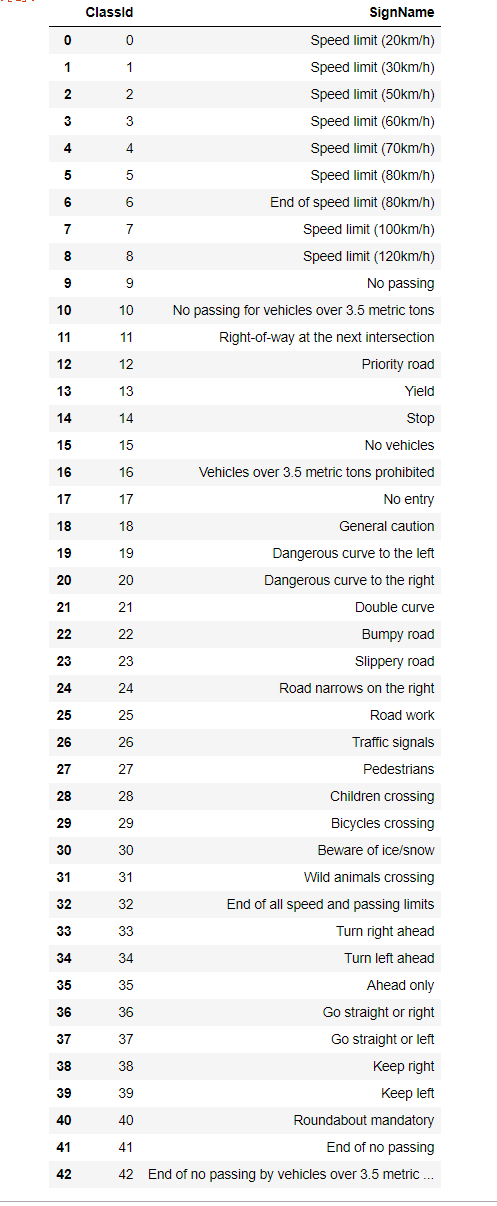 ClassId SignName
0 0 Speed limit (20km/h)
1 1 Speed limit (30km/h)
2 2 Speed limit (50km/h)
3 3 Speed limit (60km/h)
4 4 Speed limit (70km/h)
5 5 Speed limit (80km/h)
6 6 End of speed limit (80km/h)
7 7 Speed limit (100km/h)
8 8 Speed limit (120km/h)
9 9 No passing
10 10 No passing for vehicles over 3.5 metric tons
11 11 Right-of-way at the next intersection
12 12 Priority road
13 13 Yield
14 14 Stop
15 15 No vehicles
16 16 Vehicles over 3.5 metric tons prohibited
17 17 No entry
18 18 General caution
19 19 Dangerous curve to the left
20 20 Dangerous curve to the right
21 21 Double curve
22 22 Bumpy road
23 23 Slippery road
24 24 Road narrows on the right
25 25 Road work
26 26 Traffic signals
27 27 Pedestrians
28 28 Children crossing
29 29 Bicycles crossing
30 30 Beware of ice/snow
31 31 Wild animals crossing
32 32 End of all speed and passing limits
33 33 Turn right ahead
34 34 Turn left ahead
35 35 Ahead only
36 36 Go straight or right
37 37 Go straight or left
38 38 Keep right
39 39 Keep left
40 40 Roundabout mandatory
41 41 End of no passing
42 42 End of no passing by vehicles over 3.5 metric ...